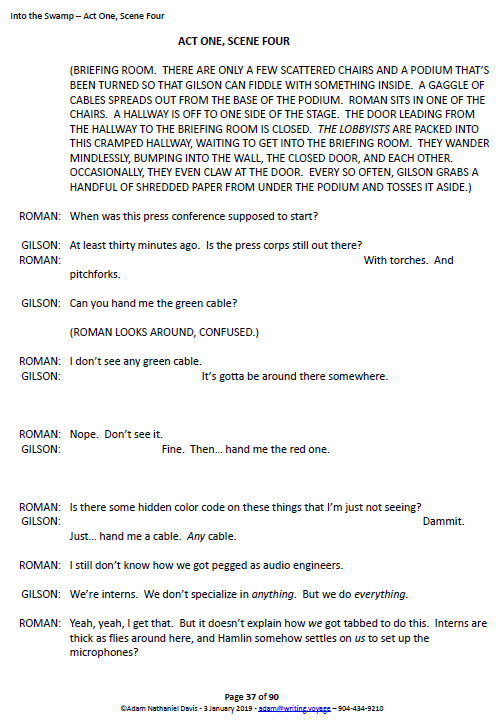 Into the Swamp – Act One, Scene Four
ACT ONE, SCENE FOUR
(BRIEFING ROOM.  THERE ARE ONLY A FEW SCATTERED CHAIRS AND A PODIUM THAT'S
BEEN TURNED SO THAT GILSON CAN FIDDLE WITH SOMETHING INSIDE.  A GAGGLE OF
CABLES SPREADS OUT FROM THE BASE OF THE PODIUM.  ROMAN SITS IN ONE OF THE
CHAIRS.  A HALLWAY IS OFF TO ONE SIDE OF THE STAGE.  THE DOOR LEADING FROM
THE HALLWAY TO THE BRIEFING ROOM IS CLOSED.  THE LOBBYISTS ARE PACKED INTO
THIS CRAMPED HALLWAY, WAITING TO GET INTO THE BRIEFING ROOM.  THEY WANDER
MINDLESSLY, BUMPING INTO THE WALL, THE CLOSED DOOR, AND EACH OTHER.
OCCASIONALLY, THEY EVEN CLAW AT THE DOOR.  EVERY SO OFTEN, GILSON GRABS A
HANDFUL OF SHREDDED PAPER FROM UNDER THE PODIUM AND TOSSES IT ASIDE.)
ROMAN: When was this press conference supposed to start?
GILSON: At least thirty minutes ago.  Is the press corps still out there?
ROMAN: With torches.  And
pitchforks.
GILSON: Can you hand me the green cable?
(ROMAN LOOKS AROUND, CONFUSED.)
ROMAN: I don't see any green cable.
GILSON: It's gotta be around there somewhere.
ROMAN: Nope.  Don't see it.
GILSON: Fine.  Then... hand me the red one.
ROMAN: Is there some hidden color code on these things that I'm just not seeing?
GILSON: Dammit.
Just... hand me a cable.  Any cable.
ROMAN: I still don't know how we got pegged as audio engineers.
GILSON: We're interns.  We don't specialize in anything.  But we do everything.
ROMAN: Yeah, yeah, I get that.  But it doesn't explain how we got tabbed to do this.  Interns are
thick as flies around here, and Hamlin somehow settles on us to set up the
microphones?
Page 37 of 90
©Adam Nathaniel Davis - 3 January 2019 - adam@writing.voyage – 904-434-9210